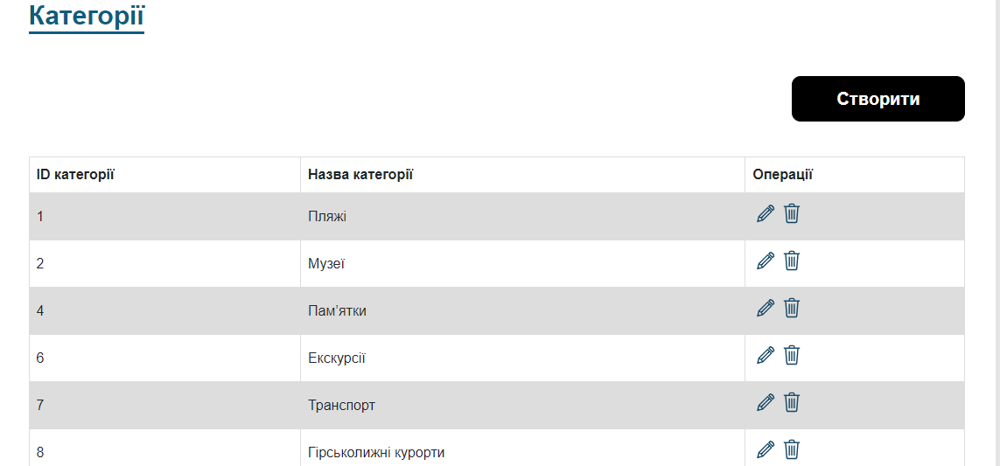 Категорії
Створити
ID категорії Назва категорії Операції
1 Пляжі
2 Музеї
4 Пам’ятки
6 Екскурсії
7 Транспорт
8 Гірськолижні курорти